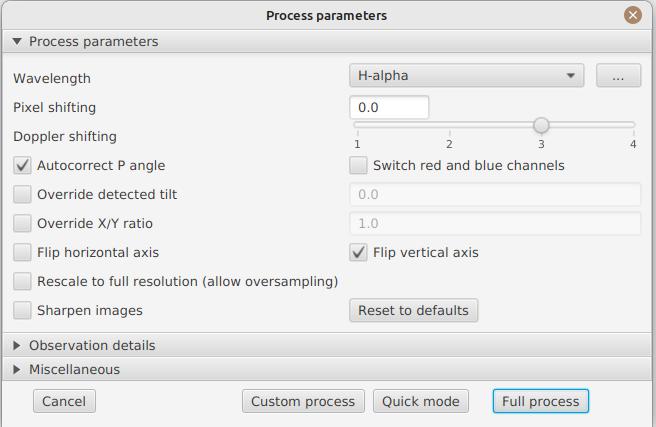 Process parameters
Process parameters
Wavelength H-alpha ...
Pixel shifting 0.0
Doppler shifting
1 2 3 4
Autocorrect P angle Switch red and blue channels
Override detected tilt 0.0
Override X/Y ratio 1.0
Flip horizontal axis Flip vertical axis
Rescale to full resolution (allow oversampling)
Sharpen images Reset to defaults
Observation details
Miscellaneous
Cancel Custom process Quick mode Full process